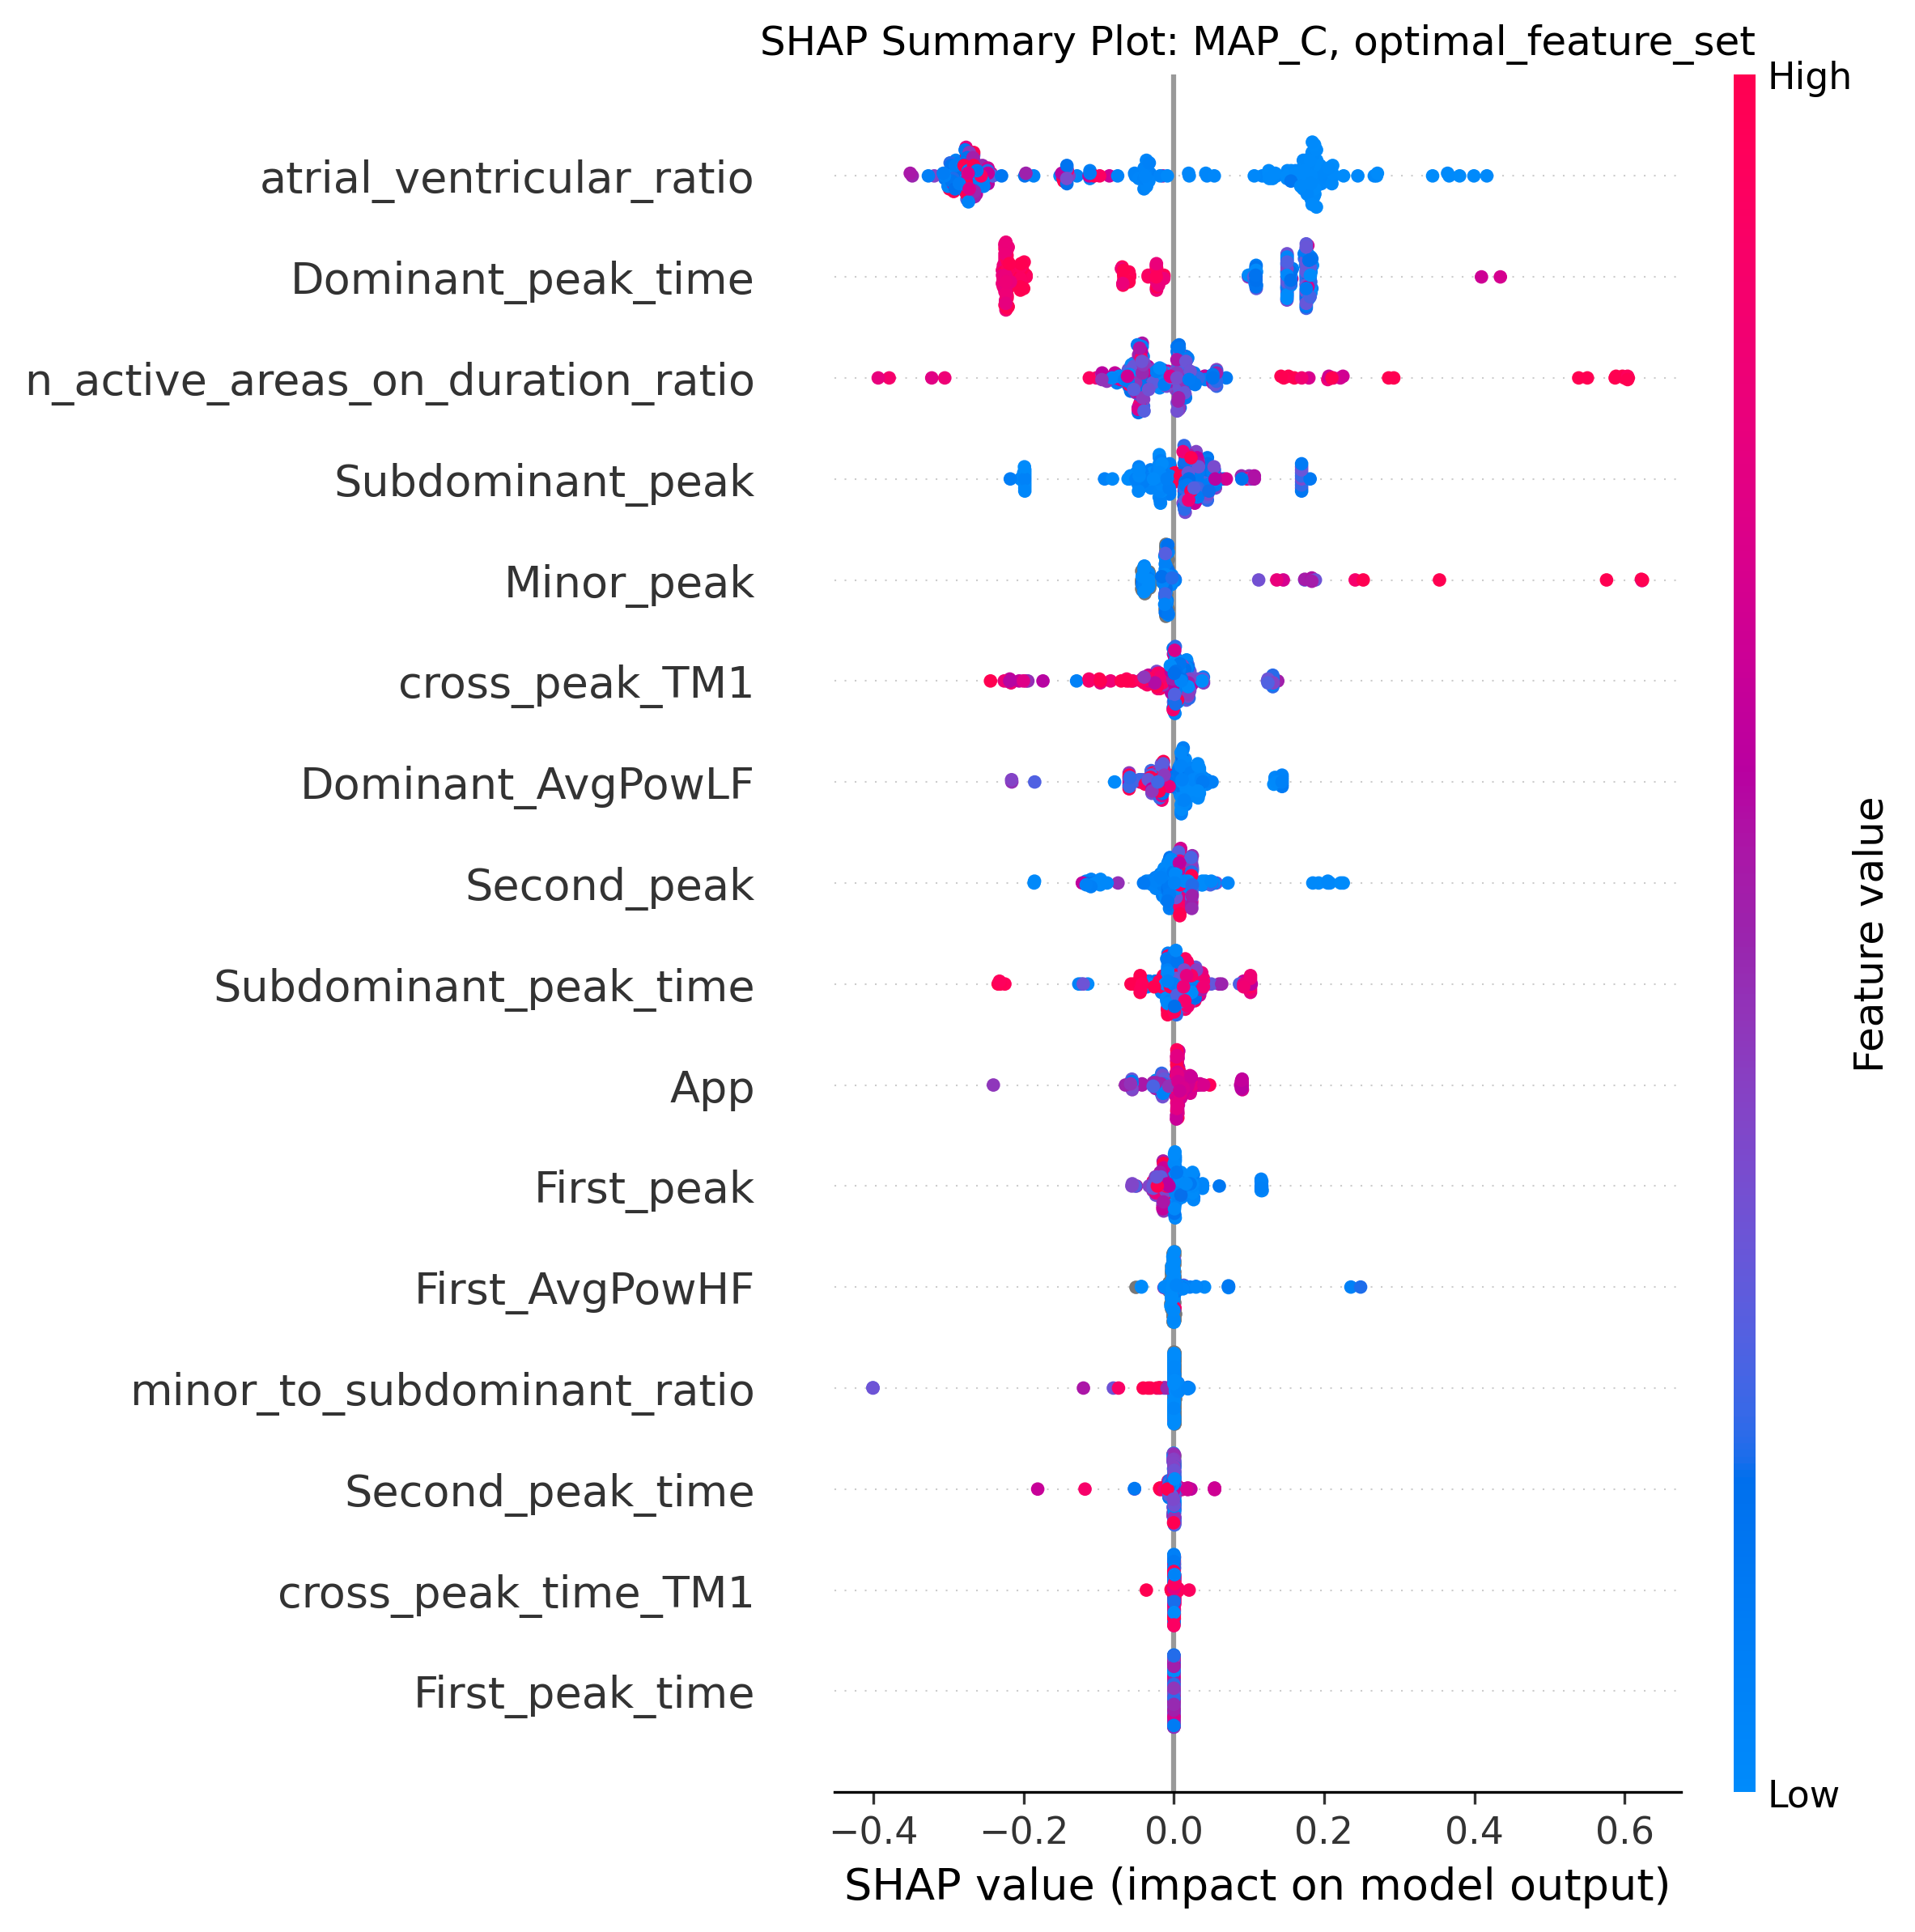 SHAP Summary Plot: MAP_C, optimal_feature_set
High
atrial_ventricular_ratio
Dominant_peak_time
n_active_areas_on_duration_ratio
Subdominant_peak
Minor_peak
cross_peak_TM1
Dominant_AvgPowLF
Second_peak
Subdominant_peak_time
App
First_peak
First_AvgPowHF
minor_to_subdominant_ratio
Second_peak_time
cross_peak_time_TM1
First_peak_time
Feature value
Low
−0.4 −0.2 0.0 0.2 0.4 0.6
SHAP value (impact on model output)